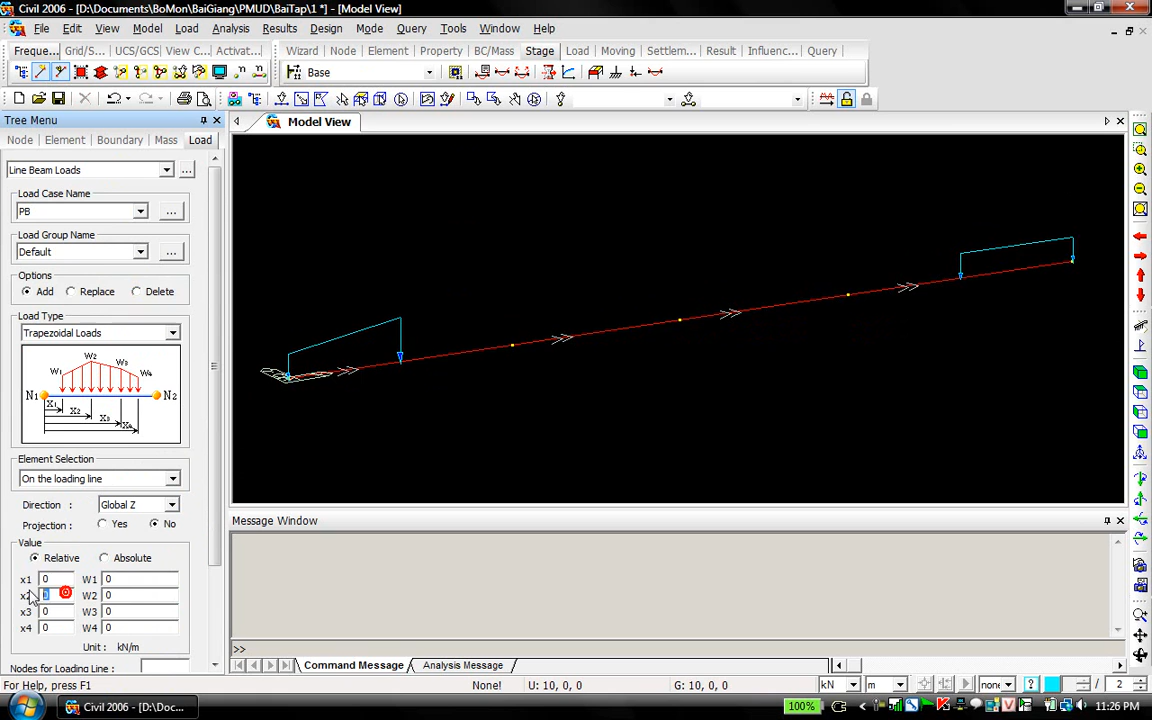 Civil 2006 - [D:\Documents\BoMon\BaiGiang\PMUD\BaiTap\1 *] - [Model View]
File Edit View Model Load Analysis Results Design Mode Query Tools Window Help
Freque... Grid/S... UCS/GCS View C... Activat... Wizard Node Element Property BC/Mass Stage Load Moving Settlem... Result Influenc... Query
Base
Tree Menu
Model View
Node Element Boundary Mass Load
Line Beam Loads ...
Load Case Name
PB ...
Load Group Name
Default ...
Options
Add Replace Delete
Load Type
Trapezoidal Loads
W1 W2 W3 W4
N1 N2
X1
X2
X3
X4
Element Selection
On the loading line
Direction : Global Z
Projection : Yes No
Value
Relative Absolute
x1 0 W1 0
x2 0 W2 0
x3 0 W3 0
x4 0 W4 0
Unit : kN/m
Nodes for Loading Line :
Message Window
>>
Command Message Analysis Message
For Help, press F1 None! U: 10, 0, 0 G: 10, 0, 0 kN m none ? / 2
Civil 2006 - [D:\Doc... 100% 11:26 PM